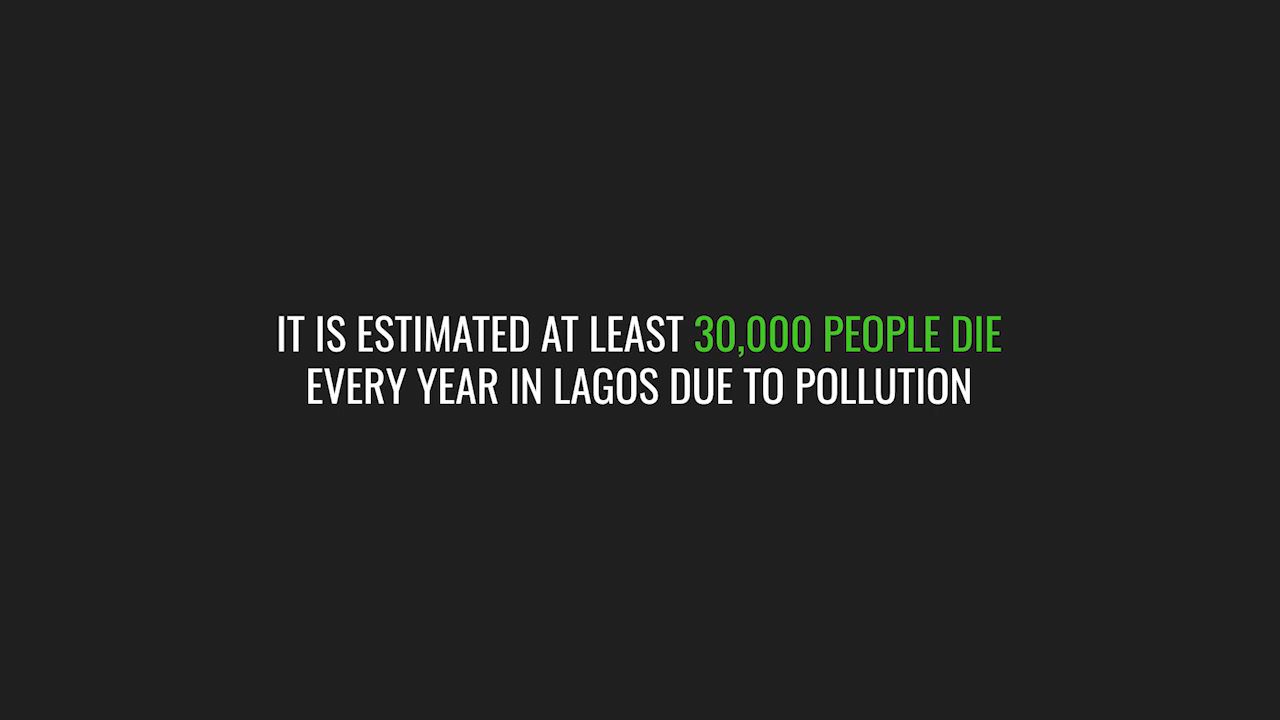 IT IS ESTIMATED AT LEAST 30,000 PEOPLE DIE
EVERY YEAR IN LAGOS DUE TO POLLUTION